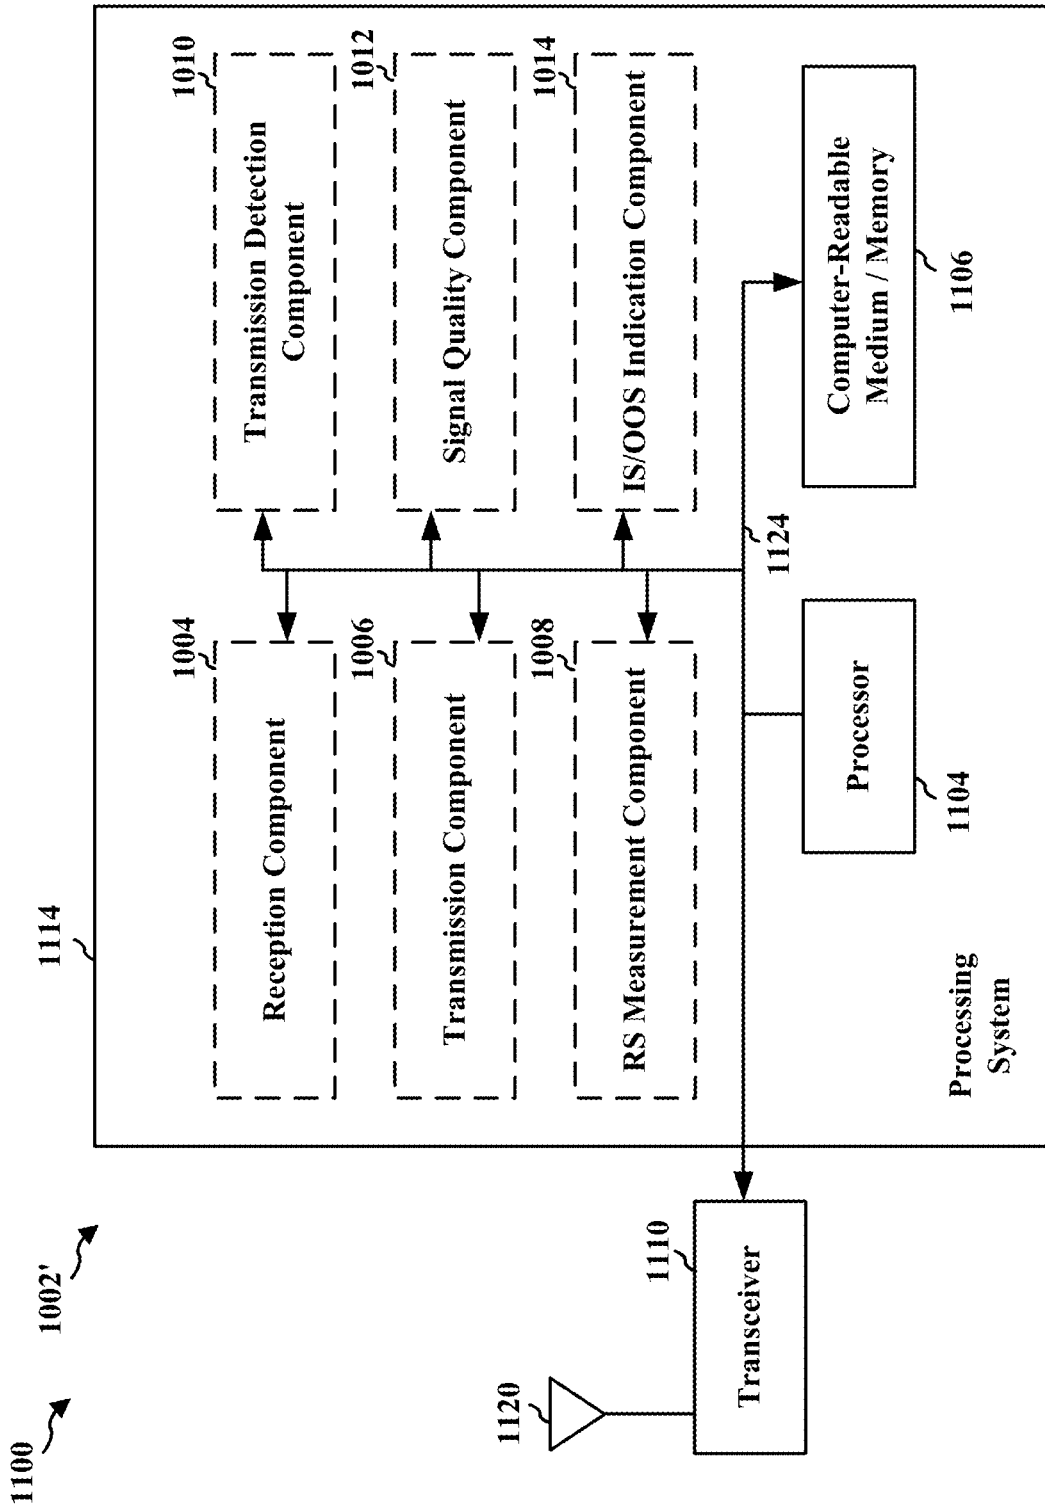 1100
1002'
1114
1004
Reception Component
1010
Transmission Detection
Component
1006
Transmission Component
1012
Signal Quality Component
1008
RS Measurement Component
1014
IS/OOS Indication Component
1120
1110
Transceiver
1124
Processor
1104
Computer-Readable
Medium / Memory
1106
Processing
System